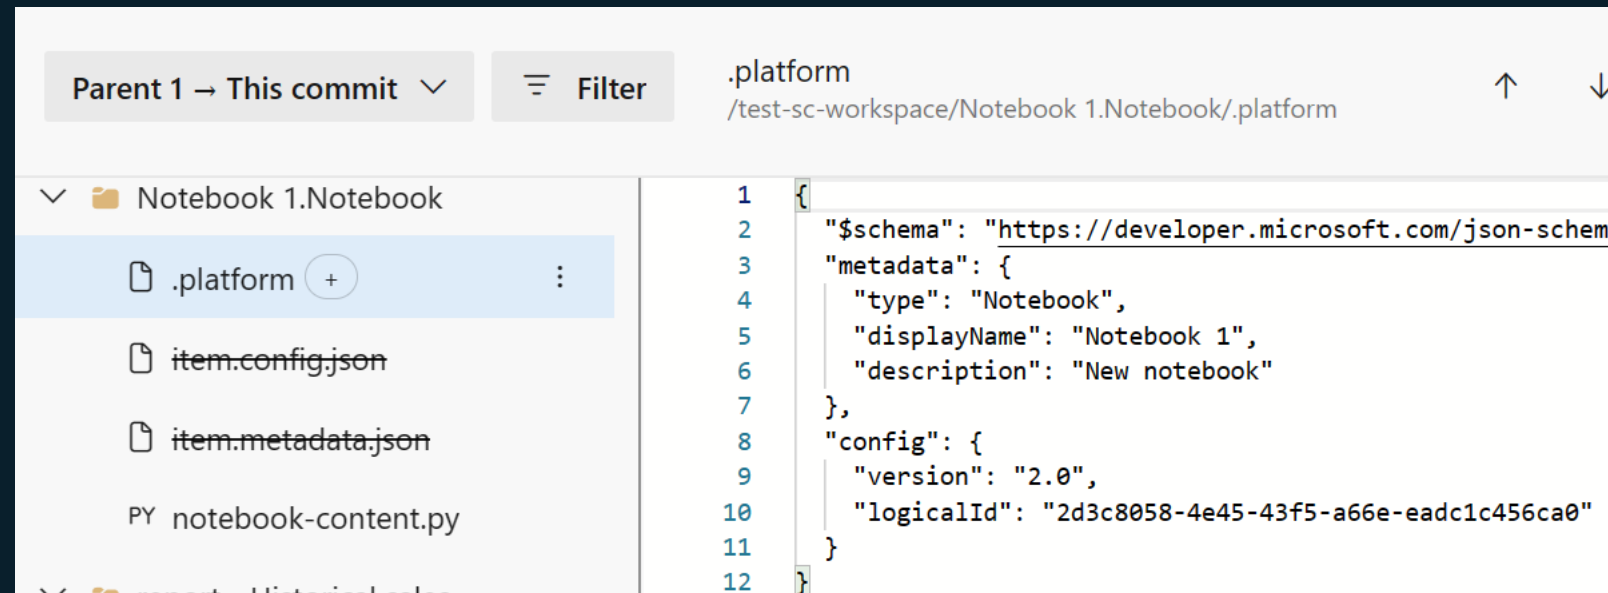 Parent 1 → This commit
Filter
.platform
/test-sc-workspace/Notebook 1.Notebook/.platform
Notebook 1.Notebook
.platform +
item.config.json
item.metadata.json
PY notebook-content.py
1 {
2 "$schema": "https://developer.microsoft.com/json-schem
3 "metadata": {
4 "type": "Notebook",
5 "displayName": "Notebook 1",
6 "description": "New notebook"
7 },
8 "config": {
9 "version": "2.0",
10 "logicalId": "2d3c8058-4e45-43f5-a66e-eadc1c456ca0"
11 }
12 }